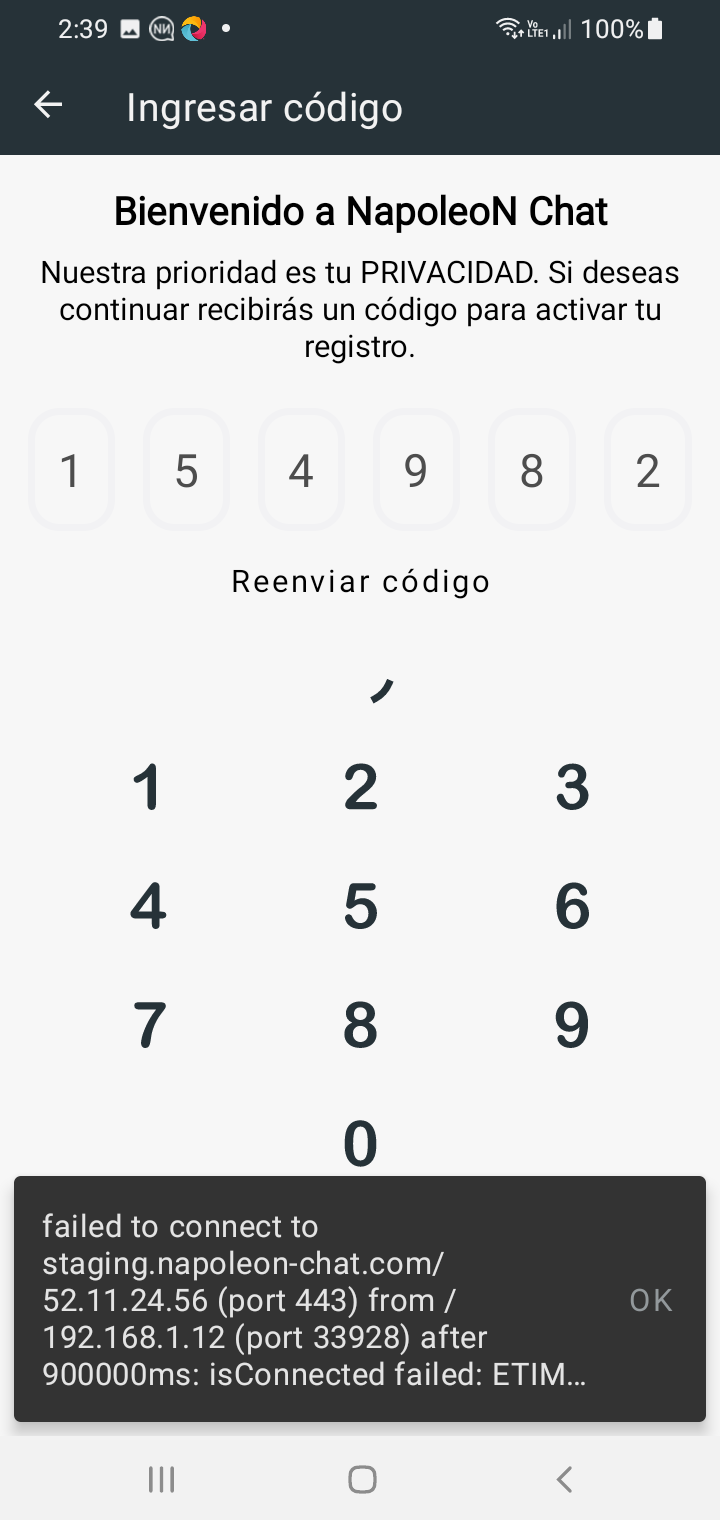 2:39 NN Vo LTE1 100%
Ingresar código
Bienvenido a NapoleoN Chat
Nuestra prioridad es tu PRIVACIDAD. Si deseas
continuar recibirás un código para activar tu
registro.
1 5 4 9 8 2
Reenviar código
1 2 3
4 5 6
7 8 9
0
failed to connect to
staging.napoleon-chat.com/
52.11.24.56 (port 443) from /
192.168.1.12 (port 33928) after
900000ms: isConnected failed: ETIM...
OK